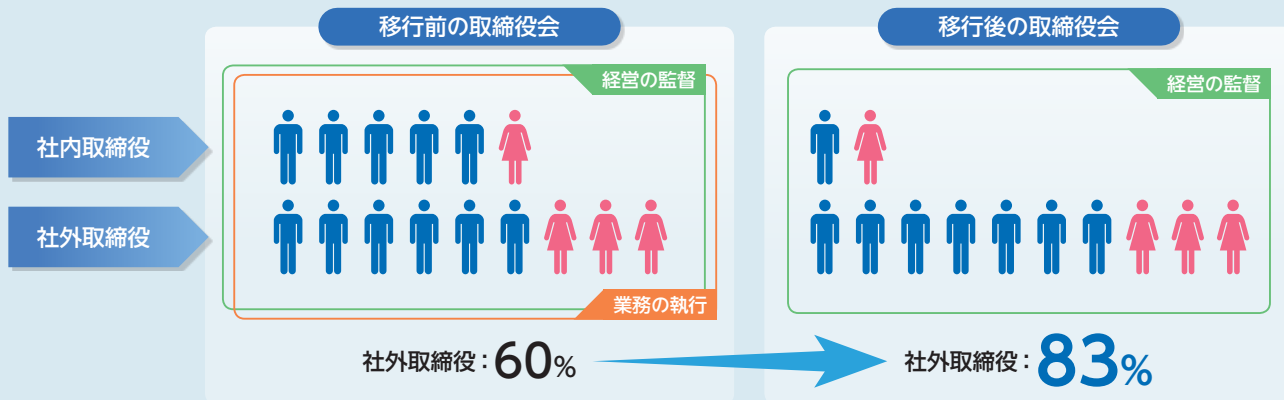 移行前の取締役会
移行後の取締役会
経営の監督
経営の監督
社内取締役
社外取締役
業務の執行
社外取締役：60%
社外取締役：83%